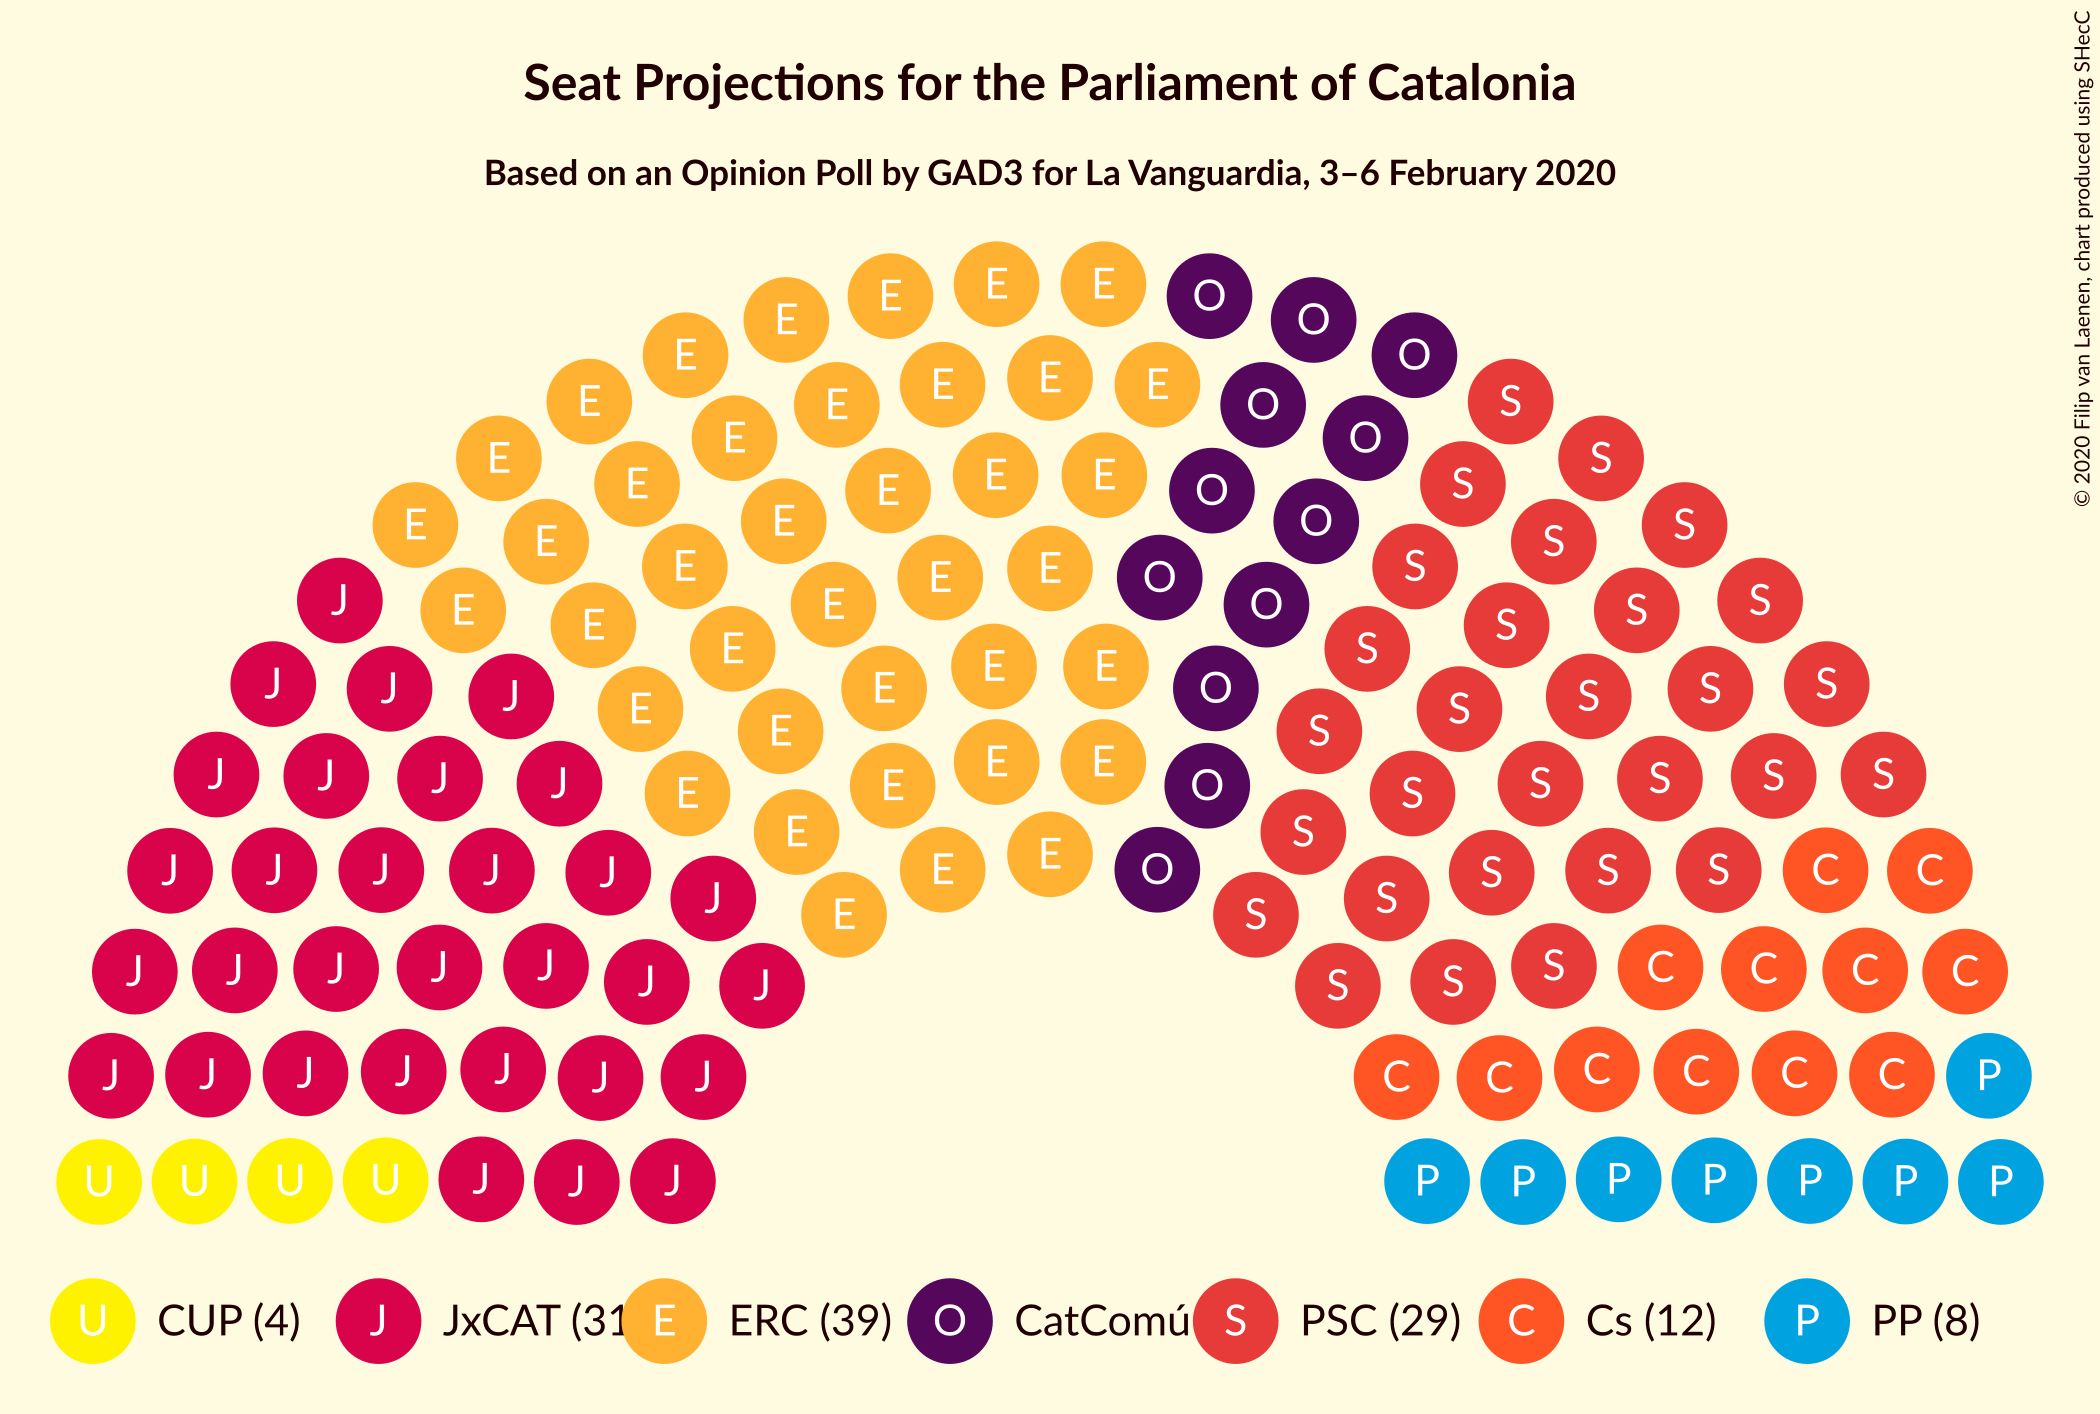 Seat Projections for the Parliament of Catalonia
Based on an Opinion Poll by GAD3 for La Vanguardia, 3–6 February 2020
© 2020 Filip van Laenen, chart produced using SHecC
E E E E O O O
E E E E E O O S
E E E E E O O S S
E E E E E O O S S S
J E E E E E O O S S S S
J J J E E E E E O S S S S S
J J J J E E E E E O S S S S S S
J J J J J J E E E E O S S S S S S C C
J J J J J J J E S S S S C C C C
J J J J J J J C C C C C C P
U U U U J J J P P P P P P P
U CUP (4) J JxCAT (31 E ERC (39) O CatComú S PSC (29) C Cs (12) P PP (8)